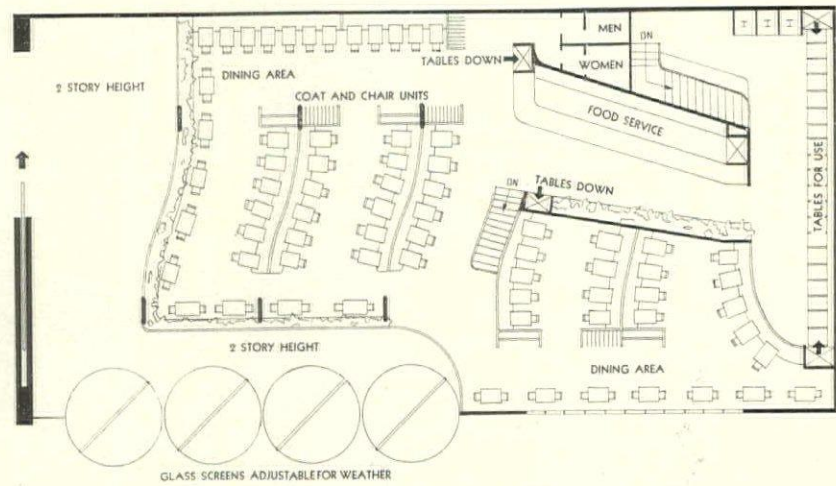 DN
MEN
TABLES DOWN
WOMEN
2 STORY HEIGHT
DINING AREA
COAT AND CHAIR UNITS
FOOD SERVICE
TABLES FOR USE
DN
TABLES DOWN
2 STORY HEIGHT
DINING AREA
GLASS SCREENS ADJUSTABLE FOR WEATHER